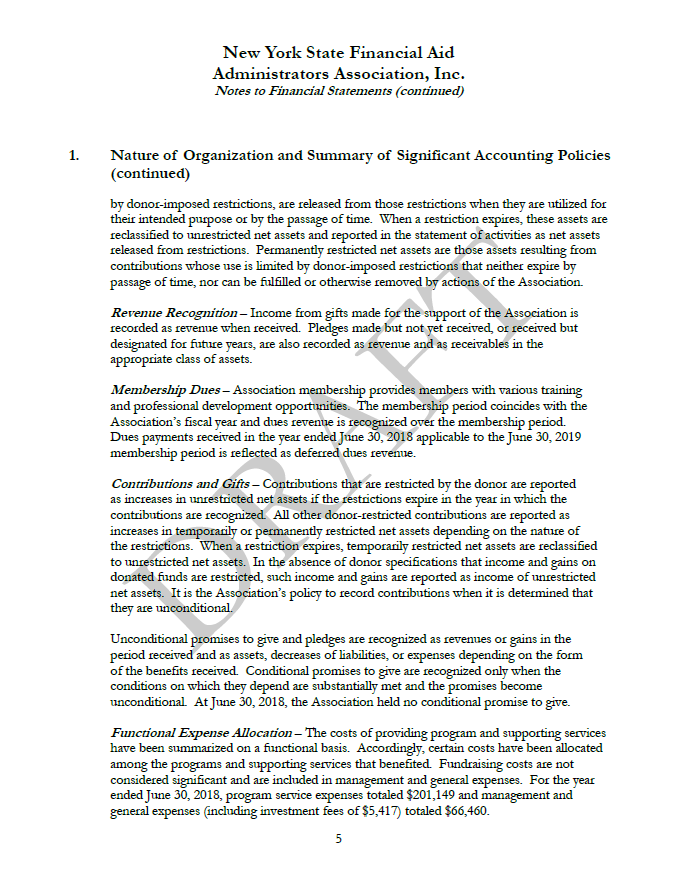 New York State Financial Aid
Administrators Association, Inc.
Notes to Financial Statements (continued)
1. Nature of Organization and Summary of Significant Accounting Policies
(continued)
by donor-imposed restrictions, are released from those restrictions when they are utilized for
their intended purpose or by the passage of time. When a restriction expires, these assets are
reclassified to unrestricted net assets and reported in the statement of activities as net assets
released from restrictions. Permanently restricted net assets are those assets resulting from
contributions whose use is limited by donor-imposed restrictions that neither expire by
passage of time, nor can be fulfilled or otherwise removed by actions of the Association.
Revenue Recognition – Income from gifts made for the support of the Association is
recorded as revenue when received. Pledges made but not yet received, or received but
designated for future years, are also recorded as revenue and as receivables in the
appropriate class of assets.
Membership Dues – Association membership provides members with various training
and professional development opportunities. The membership period coincides with the
Association's fiscal year and dues revenue is recognized over the membership period.
Dues payments received in the year ended June 30, 2018 applicable to the June 30, 2019
membership period is reflected as deferred dues revenue.
Contributions and Gifts – Contributions that are restricted by the donor are reported
as increases in unrestricted net assets if the restrictions expire in the year in which the
contributions are recognized. All other donor-restricted contributions are reported as
increases in temporarily or permanently restricted net assets depending on the nature of
the restrictions. When a restriction expires, temporarily restricted net assets are reclassified
to unrestricted net assets. In the absence of donor specifications that income and gains on
donated funds are restricted, such income and gains are reported as income of unrestricted
net assets. It is the Association's policy to record contributions when it is determined that
they are unconditional.
Unconditional promises to give and pledges are recognized as revenues or gains in the
period received and as assets, decreases of liabilities, or expenses depending on the form
of the benefits received. Conditional promises to give are recognized only when the
conditions on which they depend are substantially met and the promises become
unconditional. At June 30, 2018, the Association held no conditional promise to give.
Functional Expense Allocation – The costs of providing program and supporting services
have been summarized on a functional basis. Accordingly, certain costs have been allocated
among the programs and supporting services that benefited. Fundraising costs are not
considered significant and are included in management and general expenses. For the year
ended June 30, 2018, program service expenses totaled $201,149 and management and
general expenses (including investment fees of $5,417) totaled $66,460.
5
DRAFT